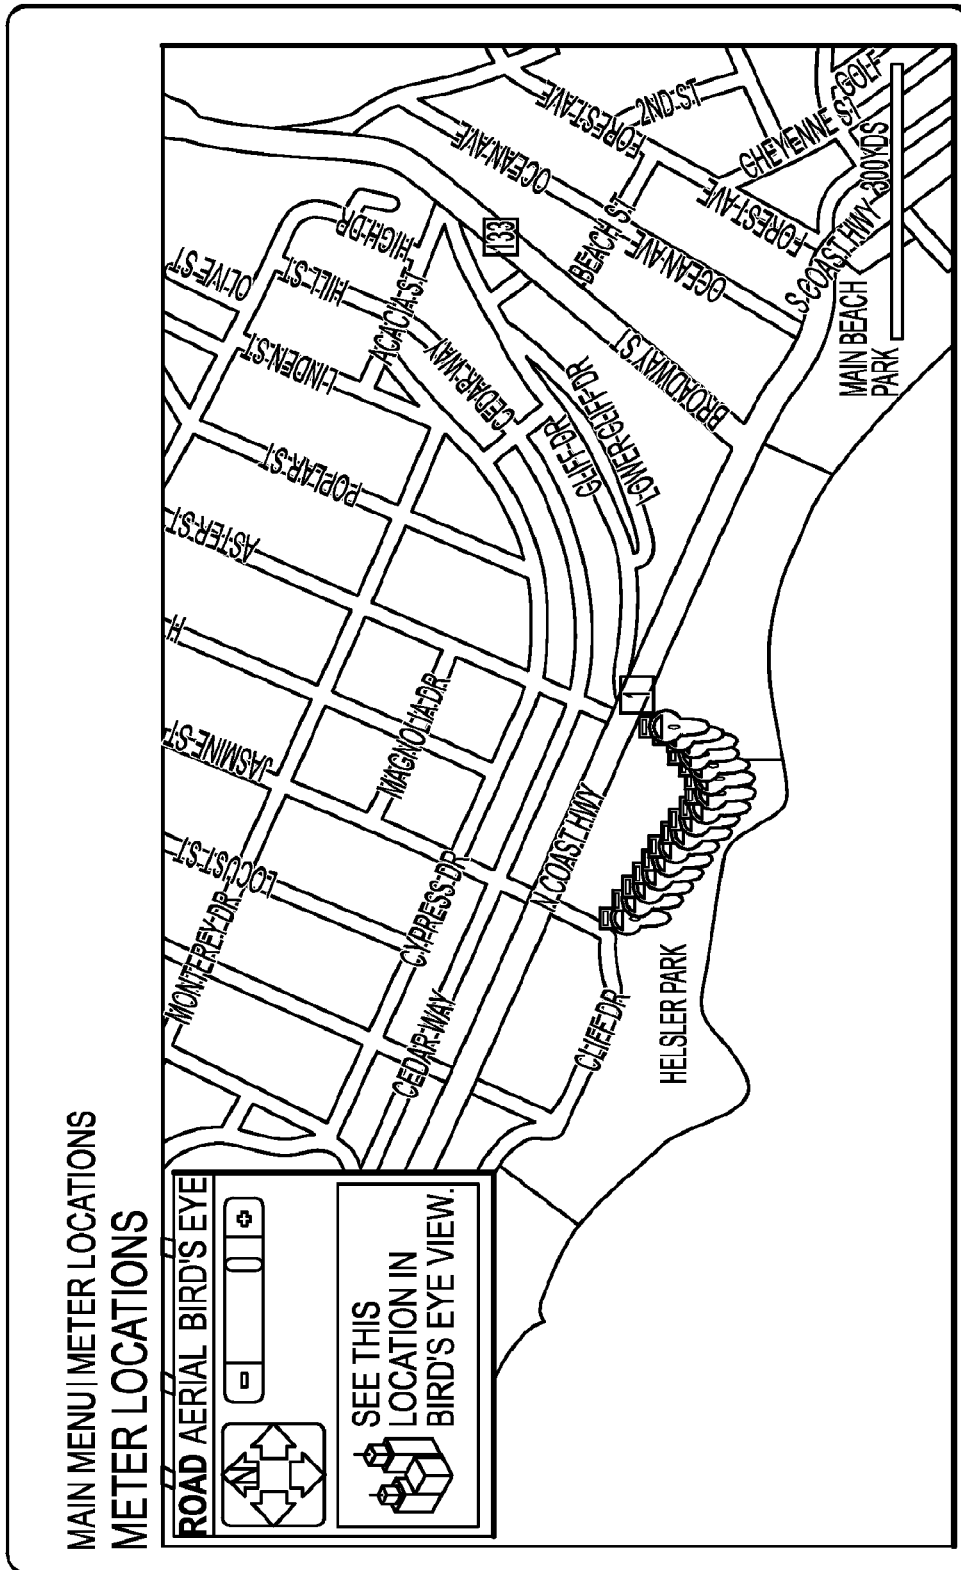 MAIN MENU | METER LOCATIONS
METER LOCATIONS
ROAD AERIAL BIRD'S EYE
N
- +
SEE THIS
LOCATION IN
BIRD'S EYE VIEW.
MONTEREY DR
LOCUST ST
JASMINE ST
H
ASTER ST
POPLAR ST
LINDEN ST
OLIVE ST
HILL ST
HIGH DR
ACACIA ST
CEDAR WAY
MAGNOLIA DR
CYPRESS DR
CEDAR WAY
N COAST HWY
CLIFF DR
CLIFF DR
LOWER CLIFF DR
133
1
BROADWAY ST
BEACH ST
OCEAN AVE
OCEAN AVE
FOREST AVE
FOREST AVE
FOREST AVE
2ND ST
CHEYENNE ST
GOLF
S COAST HWY
300YDS
MAIN BEACH
PARK
HELSLER PARK